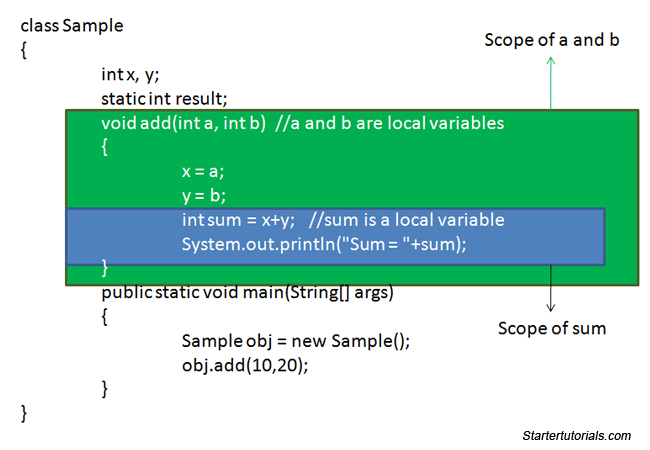 class Sample
Scope of a and b
{
int x, y;
static int result;
void add(int a, int b)  //a and b are local variables
{
x = a;
y = b;
int sum = x+y;   //sum is a local variable
System.out.println("Sum = "+sum);
}
public static void main(String[] args)
{
Scope of sum
Sample obj = new Sample();
obj.add(10,20);
}
}
Startertutorials.com